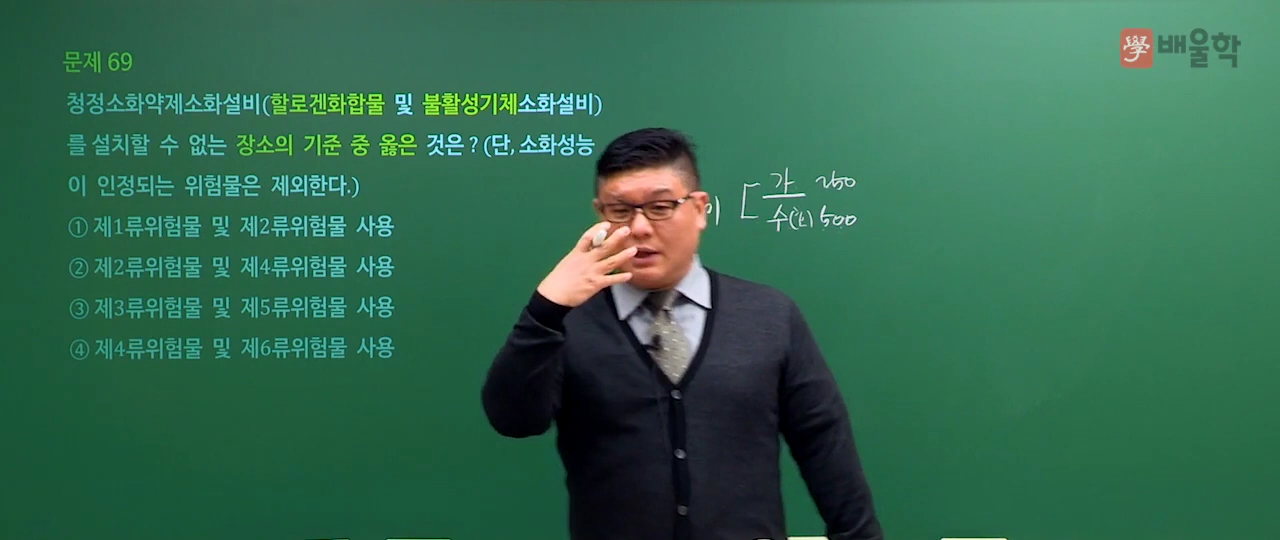 學 배울학
문제 69
청정소화약제소화설비(할로겐화합물 및 불활성기체소화설비)
를 설치할 수 없는 장소의 기준 중 옳은 것은? (단, 소화성능
이 인정되는 위험물은 제외한다.)
① 제1류위험물 및 제2류위험물 사용
② 제2류위험물 및 제4류위험물 사용
③ 제3류위험물 및 제5류위험물 사용
④ 제4류위험물 및 제6류위험물 사용
가 250
이
수(방) 500